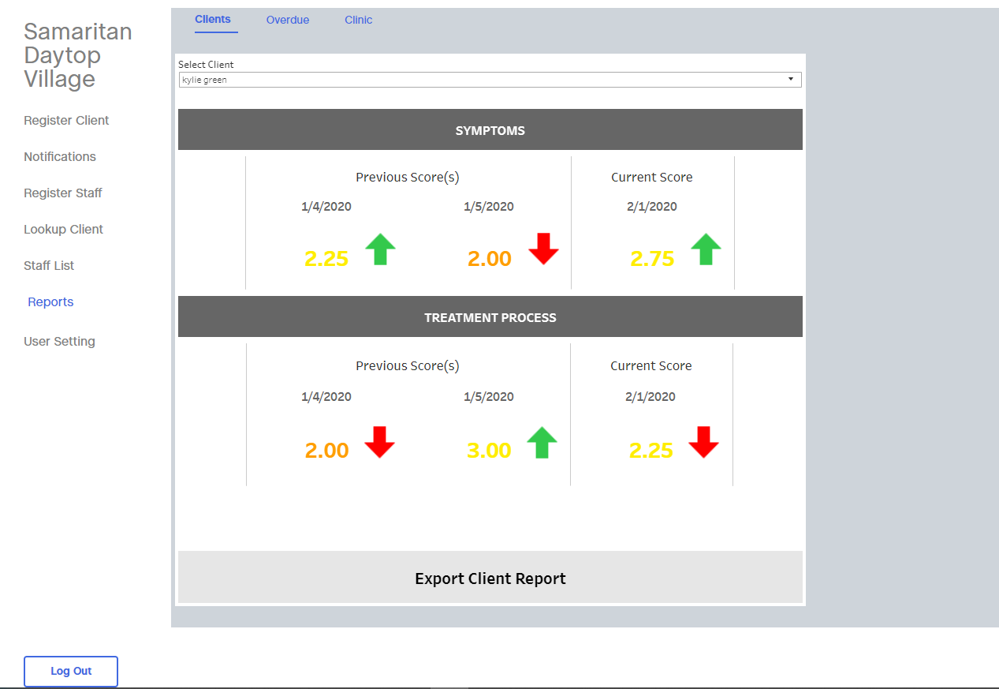 Samaritan
Daytop
Village
Register Client
Notifications
Register Staff
Lookup Client
Staff List
Reports
User Setting
Log Out
Clients Overdue Clinic
Select Client
kylie green
SYMPTOMS
Previous Score(s) Current Score
1/4/2020 1/5/2020 2/1/2020
2.25 2.00 2.75
TREATMENT PROCESS
Previous Score(s) Current Score
1/4/2020 1/5/2020 2/1/2020
2.00 3.00 2.25
Export Client Report